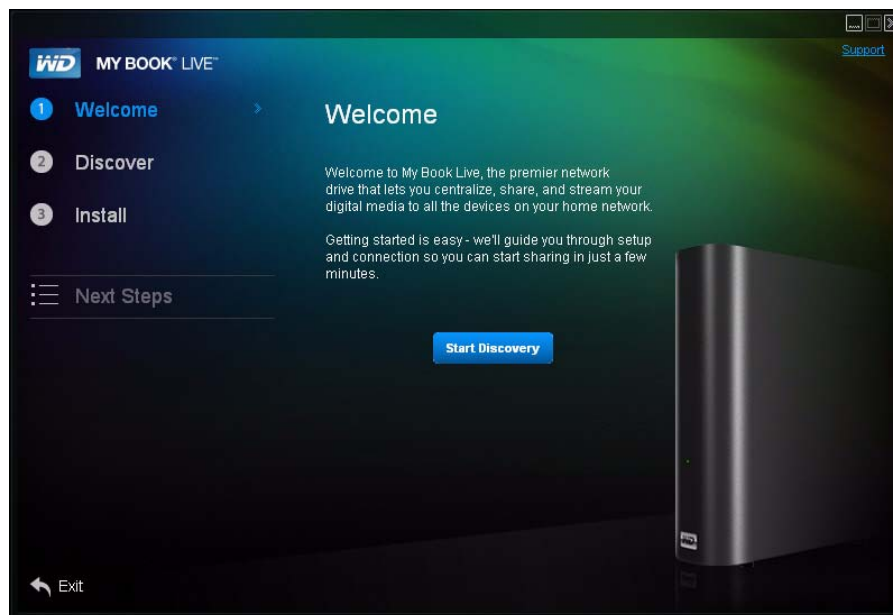 Support
WD MY BOOK® LIVE™
1 Welcome
2 Discover
3 Install
Next Steps
Welcome
Welcome to My Book Live, the premier network
drive that lets you centralize, share, and stream your
digital media to all the devices on your home network.
Getting started is easy - we'll guide you through setup
and connection so you can start sharing in just a few
minutes.
Start Discovery
WD
Exit